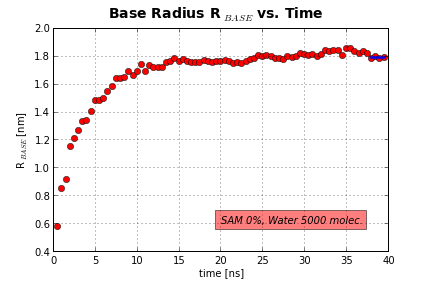 Base Radius R BASE vs. Time
R BASE [nm]
2.0
1.8
1.6
1.4
1.2
1.0
0.8
0.6
0.4
SAM 0%, Water 5000 molec.
0 5 10 15 20 25 30 35 40
time [ns]